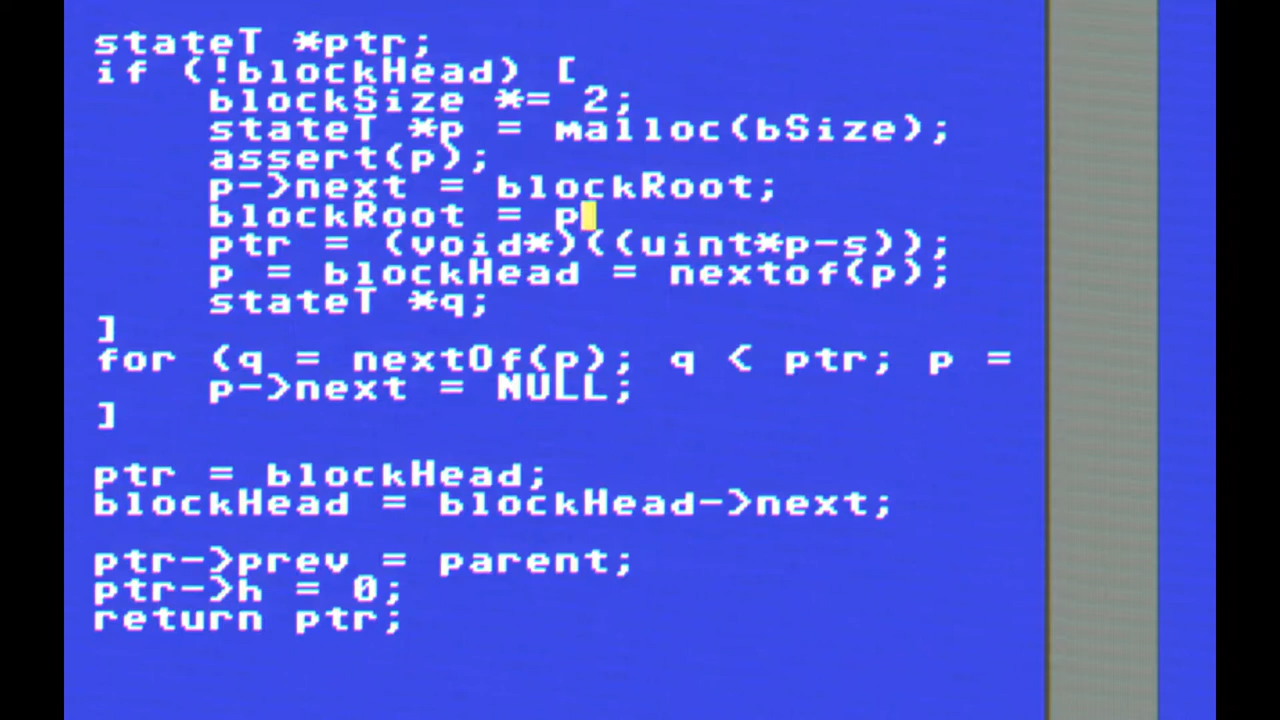 stateT *ptr;
if (!blockHead) [
blockSize *= 2;
stateT *p = malloc(bSize);
assert(p);
p->next = blockRoot;
blockRoot = p
ptr = (void*)((uint*p-s));
p = blockHead = nextof(p);
stateT *q;
]
for (q = nextOf(p); q < ptr; p =
p->next = NULL;
]
ptr = blockHead;
blockHead = blockHead->next;
ptr->prev = parent;
ptr->h = 0;
return ptr;